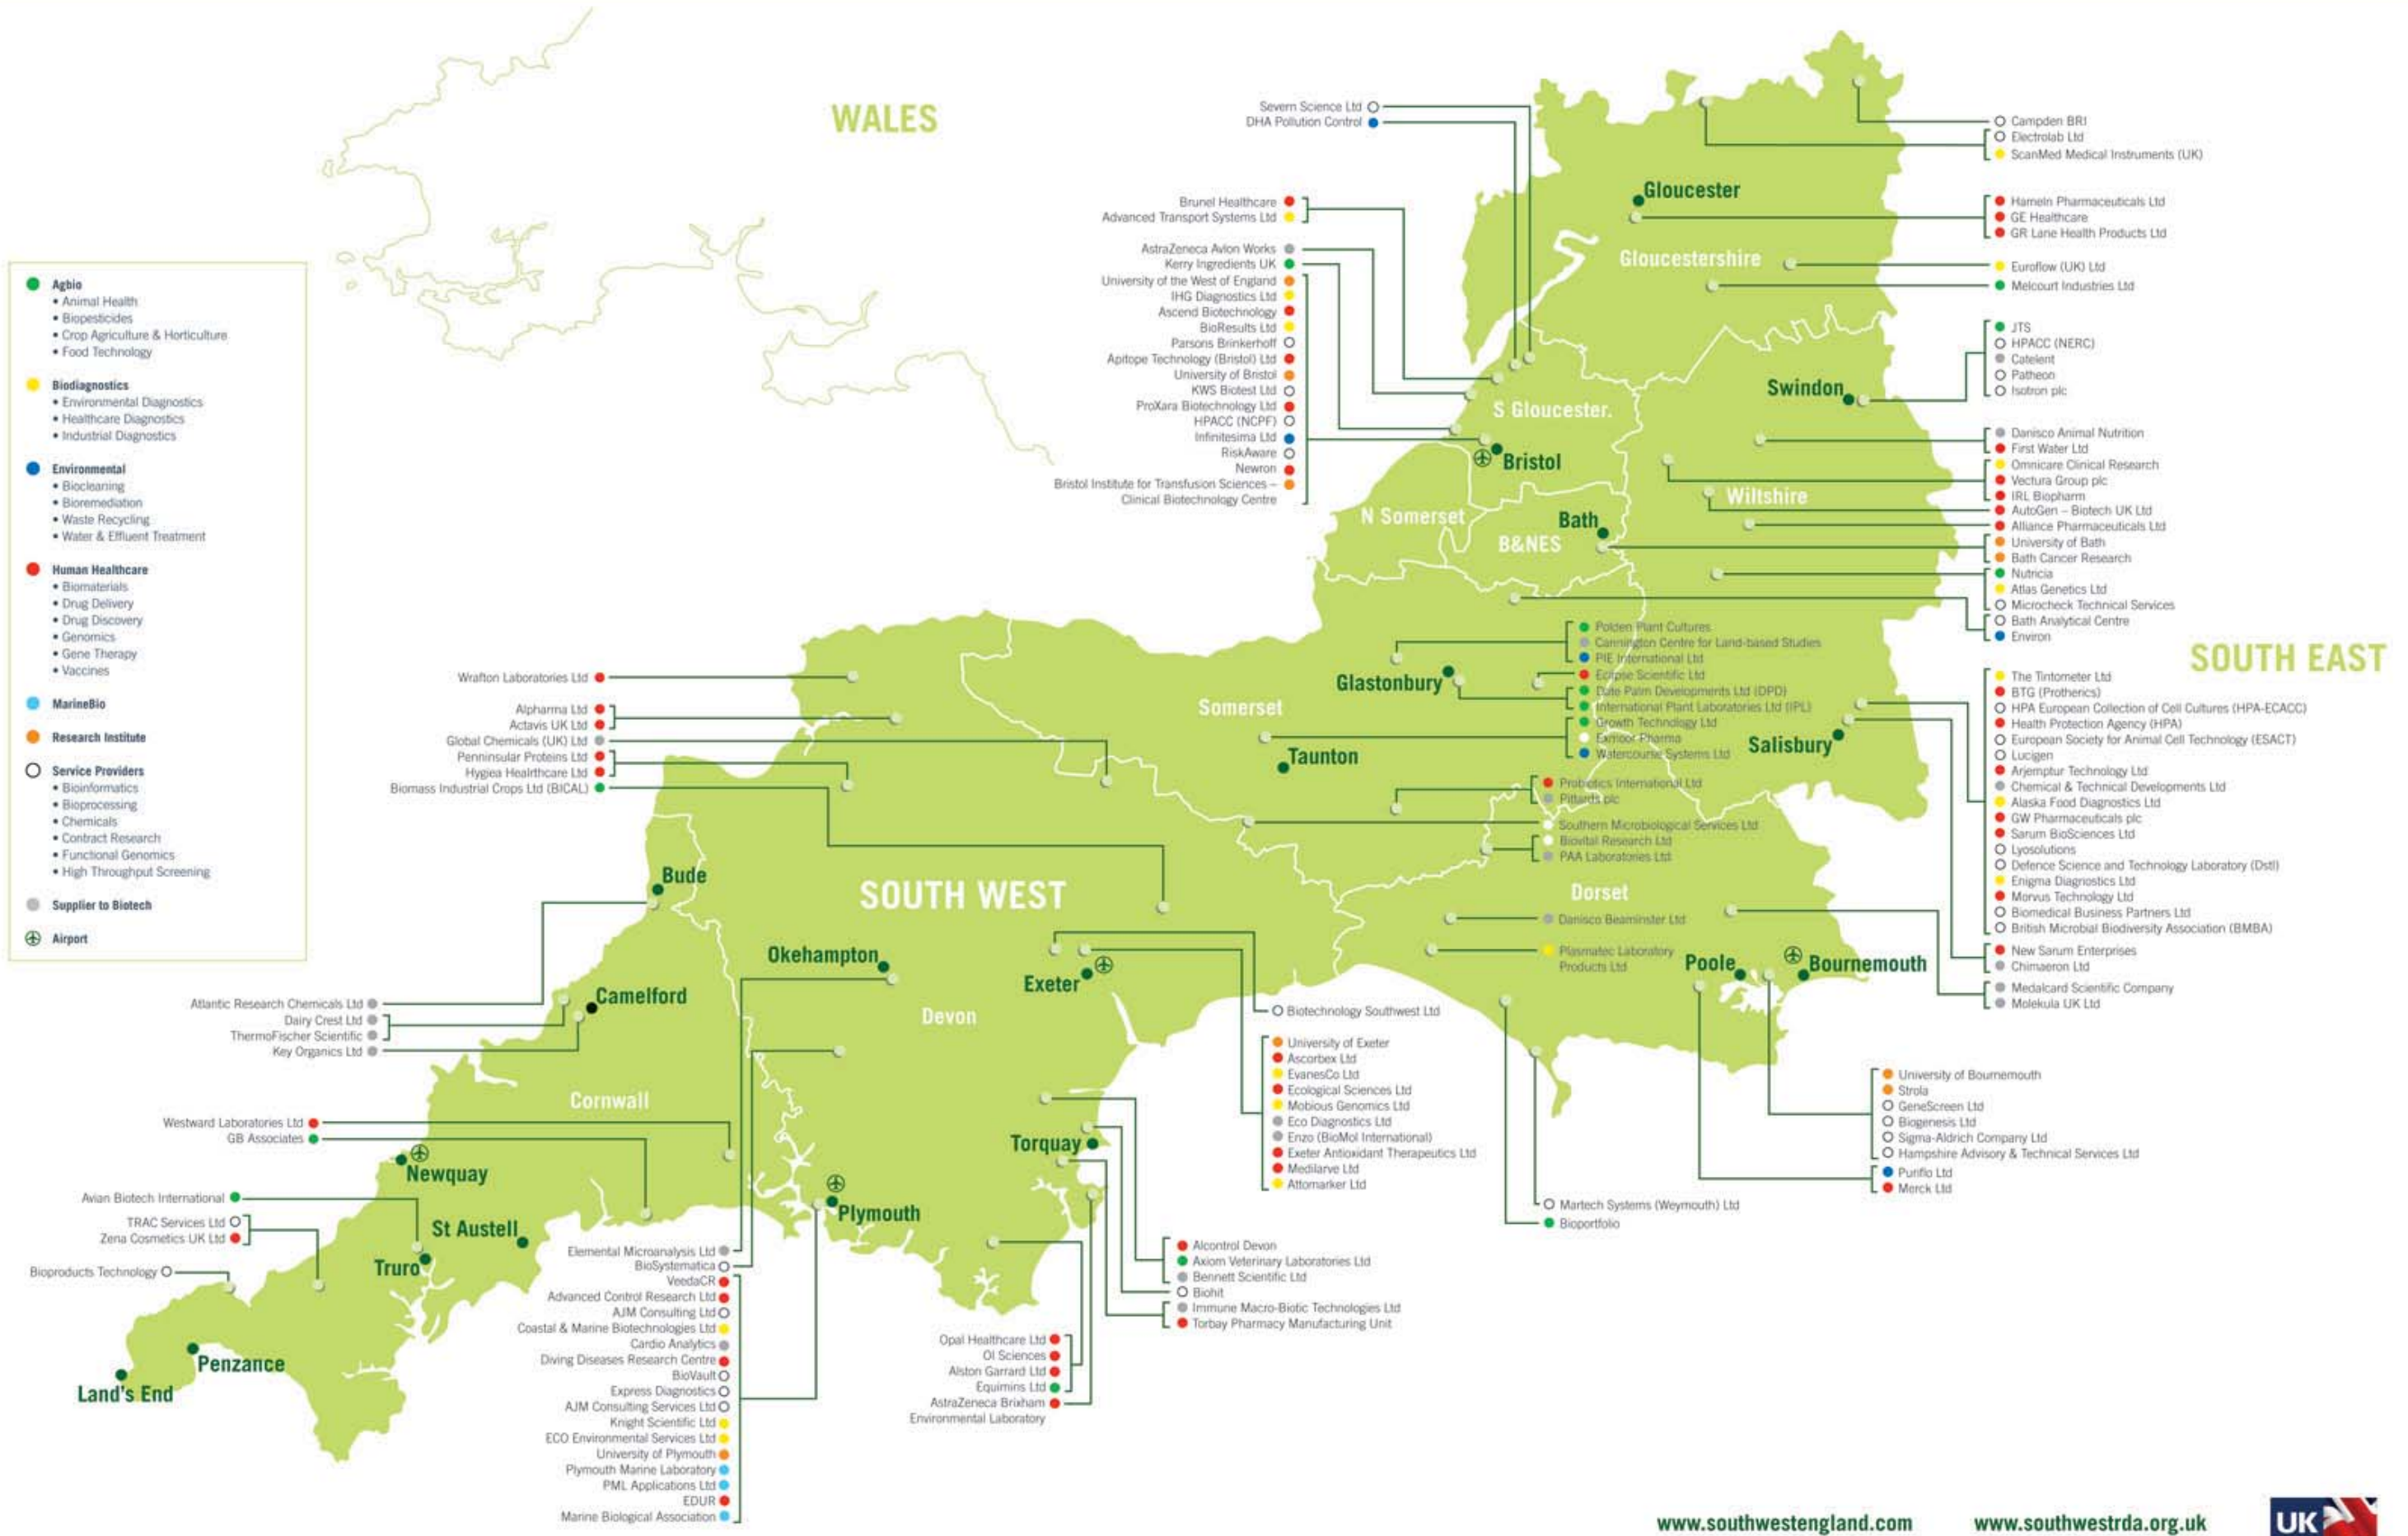 WALES
SOUTH EAST
SOUTH WEST
Agbio
• Animal Health
• Biopesticides
• Crop Agriculture & Horticulture
• Food Technology
Biodiagnostics
• Environmental Diagnostics
• Healthcare Diagnostics
• Industrial Diagnostics
Environmental
• Biocleaning
• Bioremediation
• Waste Recycling
• Water & Effluent Treatment
Human Healthcare
• Biomaterials
• Drug Delivery
• Drug Discovery
• Genomics
• Gene Therapy
• Vaccines
MarineBio
Research Institute
Service Providers
• Bioinformatics
• Bioprocessing
• Chemicals
• Contract Research
• Functional Genomics
• High Throughput Screening
Supplier to Biotech
Airport
Severn Science Ltd
DHA Pollution Control
Brunel Healthcare
Advanced Transport Systems Ltd
AstraZeneca Avlon Works
Kerry Ingredients UK
University of the West of England
IHG Diagnostics Ltd
Ascend Biotechnology
BioResults Ltd
Parsons Brinkerhoff
Apitope Technology (Bristol) Ltd
University of Bristol
KWS Biotest Ltd
ProXara Biotechnology Ltd
HPACC (NCPF)
Infinitesima Ltd
RiskAware
Newron
Bristol Institute for Transfusion Sciences –
Clinical Biotechnology Centre
Campden BRI
Electrolab Ltd
ScanMed Medical Instruments (UK)
Hameln Pharmaceuticals Ltd
GE Healthcare
GR Lane Health Products Ltd
Euroflow (UK) Ltd
Melcourt Industries Ltd
JTS
HPACC (NERC)
Catelent
Patheon
Isotron plc
Danisco Animal Nutrition
First Water Ltd
Omnicare Clinical Research
Vectura Group plc
IRL Biopharm
AutoGen – Biotech UK Ltd
Alliance Pharmaceuticals Ltd
University of Bath
Bath Cancer Research
Nutricia
Atlas Genetics Ltd
Microcheck Technical Services
Bath Analytical Centre
Environ
Gloucester
Gloucestershire
Swindon
S Gloucester.
Bristol
Wiltshire
N Somerset
Bath
B&NES
Polden Plant Cultures
Cannington Centre for Land-based Studies
PIE International Ltd
Eclipse Scientific Ltd
Date Palm Developments Ltd (DPD)
International Plant Laboratories Ltd (IPL)
Growth Technology Ltd
Exmoor Pharma
Watercourse Systems Ltd
Probiotics International Ltd
Pittards plc
Southern Microbiological Services Ltd
Biovital Research Ltd
PAA Laboratories Ltd
Danisco Beaminster Ltd
Plasmatec Laboratory
Products Ltd
Glastonbury
Somerset
Taunton
Salisbury
Dorset
Poole
Bournemouth
The Tintometer Ltd
BTG (Protherics)
HPA European Collection of Cell Cultures (HPA-ECACC)
Health Protection Agency (HPA)
European Society for Animal Cell Technology (ESACT)
Lucigen
Arjemptur Technology Ltd
Chemical & Technical Developments Ltd
Alaska Food Diagnostics Ltd
GW Pharmaceuticals plc
Sarum BioSciences Ltd
Lyosolutions
Defence Science and Technology Laboratory (Dstl)
Enigma Diagnostics Ltd
Morvus Technology Ltd
Biomedical Business Partners Ltd
British Microbial Biodiversity Association (BMBA)
New Sarum Enterprises
Chimaeron Ltd
Medalcard Scientific Company
Molekula UK Ltd
Wrafton Laboratories Ltd
Alpharma Ltd
Actavis UK Ltd
Global Chemicals (UK) Ltd
Penninsular Proteins Ltd
Hygiea Healrthcare Ltd
Biomass Industrial Crops Ltd (BICAL)
Bude
Okehampton
Exeter
Camelford
Devon
Cornwall
Atlantic Research Chemicals Ltd
Dairy Crest Ltd
ThermoFischer Scientific
Key Organics Ltd
Westward Laboratories Ltd
GB Associates
Newquay
Avian Biotech International
TRAC Services Ltd
Zena Cosmetics UK Ltd
St Austell
Truro
Bioproducts Technology
Penzance
Land's End
Torquay
Plymouth
Biotechnology Southwest Ltd
University of Exeter
Ascorbex Ltd
EvanesCo Ltd
Ecological Sciences Ltd
Mobious Genomics Ltd
Eco Diagnostics Ltd
Enzo (BioMol International)
Exeter Antioxidant Therapeutics Ltd
Medilarve Ltd
Attomarker Ltd
University of Bournemouth
Strola
GeneScreen Ltd
Biogenesis Ltd
Sigma-Aldrich Company Ltd
Hampshire Advisory & Technical Services Ltd
Puriflo Ltd
Merck Ltd
Martech Systems (Weymouth) Ltd
Bioportfolio
Alcontrol Devon
Axiom Veterinary Laboratories Ltd
Bennett Scientific Ltd
Biohit
Immune Macro-Biotic Technologies Ltd
Torbay Pharmacy Manufacturing Unit
Elemental Microanalysis Ltd
BioSystematica
VeedaCR
Advanced Control Research Ltd
AJM Consulting Ltd
Coastal & Marine Biotechnologies Ltd
Cardio Analytics
Diving Diseases Research Centre
BioVault
Express Diagnostics
AJM Consulting Services Ltd
Knight Scientific Ltd
ECO Environmental Services Ltd
University of Plymouth
Plymouth Marine Laboratory
PML Applications Ltd
EDUR
Marine Biological Association
Opal Healthcare Ltd
OI Sciences
Alston Garrard Ltd
Equimins Ltd
AstraZeneca Brixham
Environmental Laboratory
www.southwestengland.com
www.southwestrda.org.uk
UK